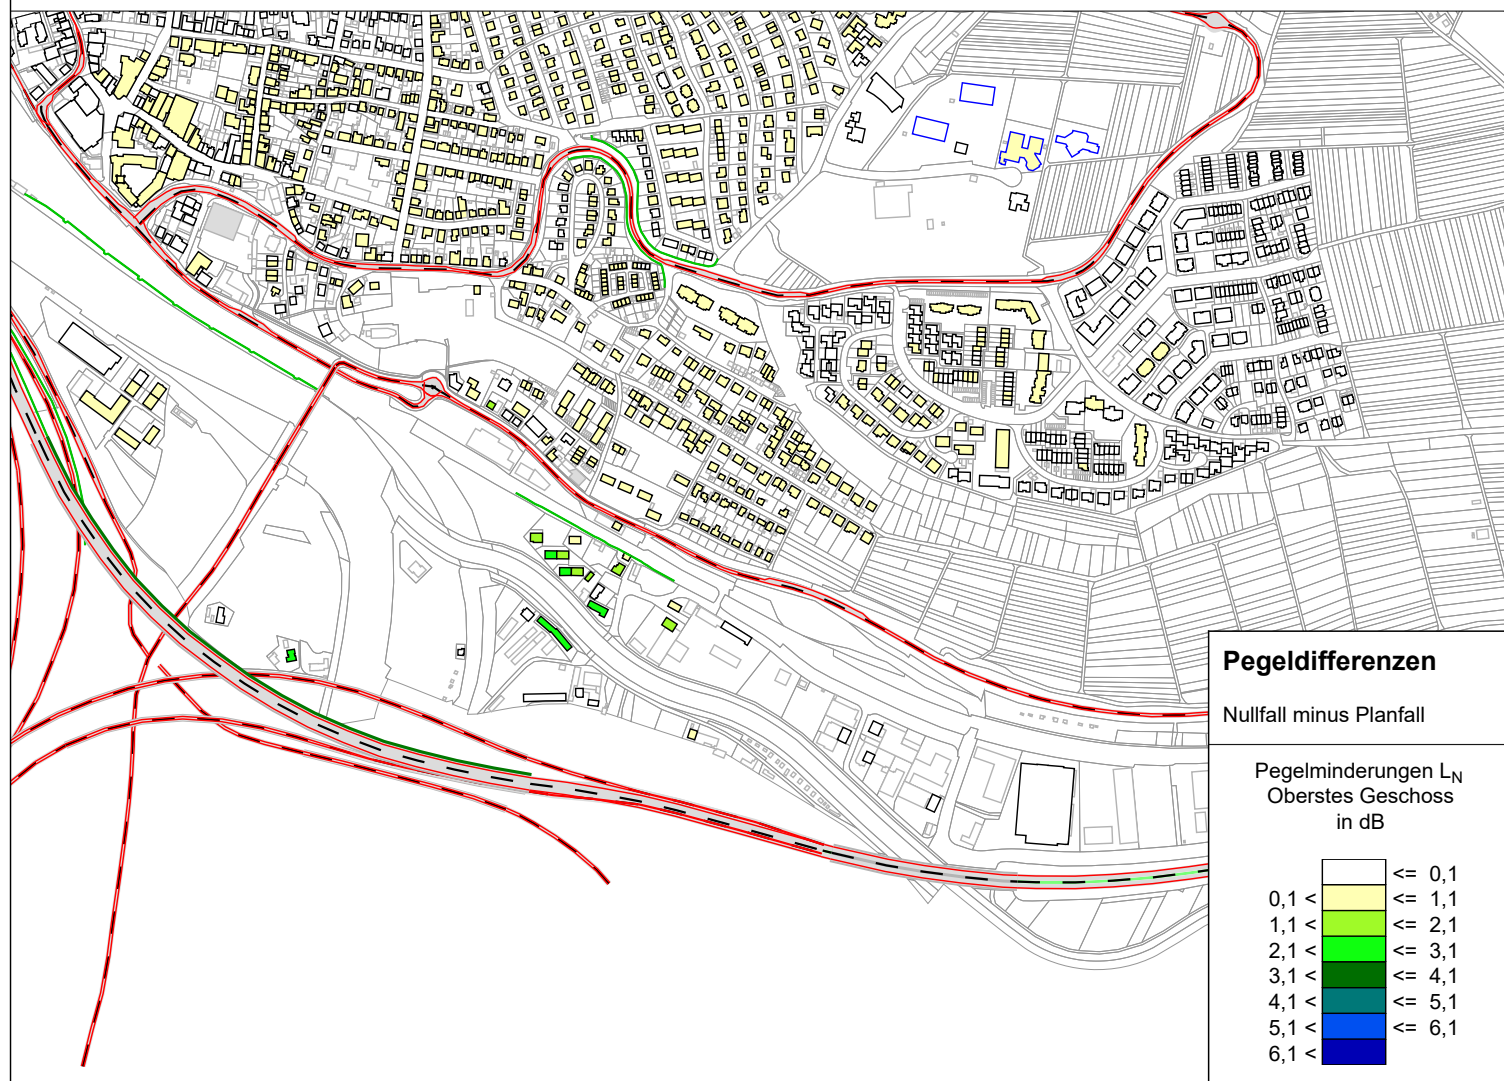 Pegeldifferenzen
Nullfall minus Planfall
Pegelminderungen LN
Oberstes Geschoss
in dB
<= 0,1
0,1 < <= 1,1
1,1 < <= 2,1
2,1 < <= 3,1
3,1 < <= 4,1
4,1 < <= 5,1
5,1 < <= 6,1
6,1 <